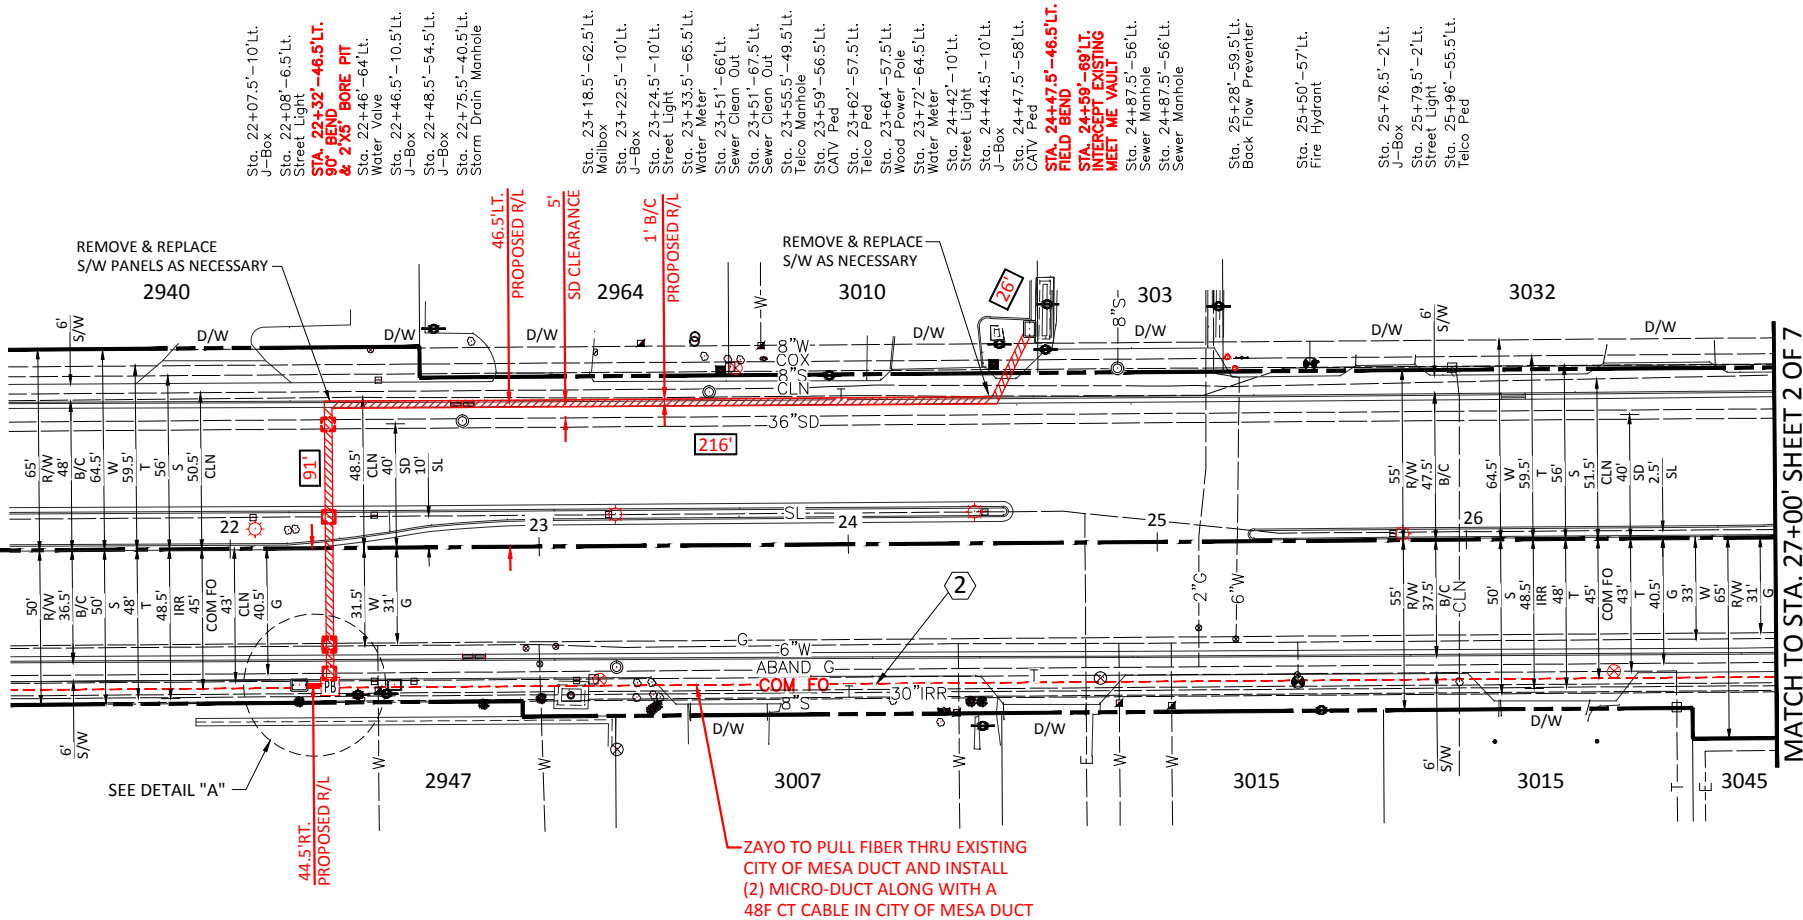 Sta. 22+07.5'-10'Lt.
J-Box
Sta. 22+08'-6.5'Lt.
Street Light
STA. 22+32'-46.5'LT.
90° BEND
& 2'X5' BORE PIT
Sta. 22+46'-64'Lt.
Water Valve
Sta. 22+46.5'-10.5'Lt.
J-Box
Sta. 22+48.5'-54.5'Lt.
J-Box
Sta. 22+75.5'-40.5'Lt.
Storm Drain Manhole
Sta. 23+18.5'-62.5'Lt.
Mailbox
Sta. 23+22.5'-10'Lt.
J-Box
Sta. 23+24.5'-10'Lt.
Street Light
Sta. 23+33.5'-65.5'Lt.
Water Meter
Sta. 23+51'-66'Lt.
Sewer Clean Out
Sta. 23+51'-67.5'Lt.
Sewer Clean Out
Sta. 23+55.5'-49.5'Lt.
Telco Manhole
Sta. 23+59'-56.5'Lt.
CATV Ped
Sta. 23+62'-57.5'Lt.
Telco Ped
Sta. 23+64'-57.5'Lt.
Wood Power Pole
Sta. 23+72'-64.5'Lt.
Water Meter
Sta. 24+42'-10'Lt.
Street Light
Sta. 24+44.5'-10'Lt.
J-Box
Sta. 24+47.5'-58'Lt.
CATV Ped
STA. 24+47.5'-46.5'LT.
FIELD BEND
STA. 24+59'-69'LT.
INTERCEPT EXISTING
MEET ME VAULT
Sta. 24+87.5'-56'Lt.
Sewer Manhole
Sta. 24+87.5'-56'Lt.
Sewer Manhole
Sta. 25+28'-59.5'Lt.
Back Flow Preventer
Sta. 25+50'-57'Lt.
Fire Hydrant
Sta. 25+76.5'-2'Lt.
J-Box
Sta. 25+79.5'-2'Lt.
Street Light
Sta. 25+96'-55.5'Lt.
Telco Ped
46.5'LT.
PROPOSED R/L
5'
SD CLEARANCE
1' B/C
PROPOSED R/L
REMOVE & REPLACE
S/W PANELS AS NECESSARY
REMOVE & REPLACE
S/W AS NECESSARY
2940
2964
3010
303
3032
26'
6'
S/W
D/W
D/W
D/W
D/W
D/W
D/W
D/W
6'
S/W
W
8"S
8"W
COX
8"S
CLN
T
36"SD
216'
91'
65'
R/W
48'
B/C
64.5'
W
59.5'
T
56'
S
50.5'
CLN
48.5'
CLN
40'
SD
10'
SL
55'
R/W
47.5'
B/C
64.5'
W
59.5'
T
56'
S
51.5'
CLN
40'
SD
2.5'
SL
22
23
24
25
26
SL
50'
R/W
36.5'
B/C
50'
S
48'
T
48.5'
IRR
45'
COM FO
43'
CLN
40.5'
G
31.5'
W
31'
G
2
2"G
6"W
CLN
55'
R/W
37.5'
B/C
50'
S
48.5'
IRR
48'
T
45'
COM FO
43'
T
40.5'
G
33'
W
65'
R/W
31'
G
G
6"W
ABAND G
T
COM FO
T
30"IRR
8"S
PB
6'
S/W
D/W
D/W
D/W
D/W
6'
S/W
W
W
W
E
W
W
T
E
SEE DETAIL "A"
44.5'RT.
PROPOSED R/L
2947
3007
3015
3015
3045
ZAYO TO PULL FIBER THRU EXISTING
CITY OF MESA DUCT AND INSTALL
(2) MICRO-DUCT ALONG WITH A
48F CT CABLE IN CITY OF MESA DUCT
MATCH TO STA. 27+00' SHEET 2 OF 7